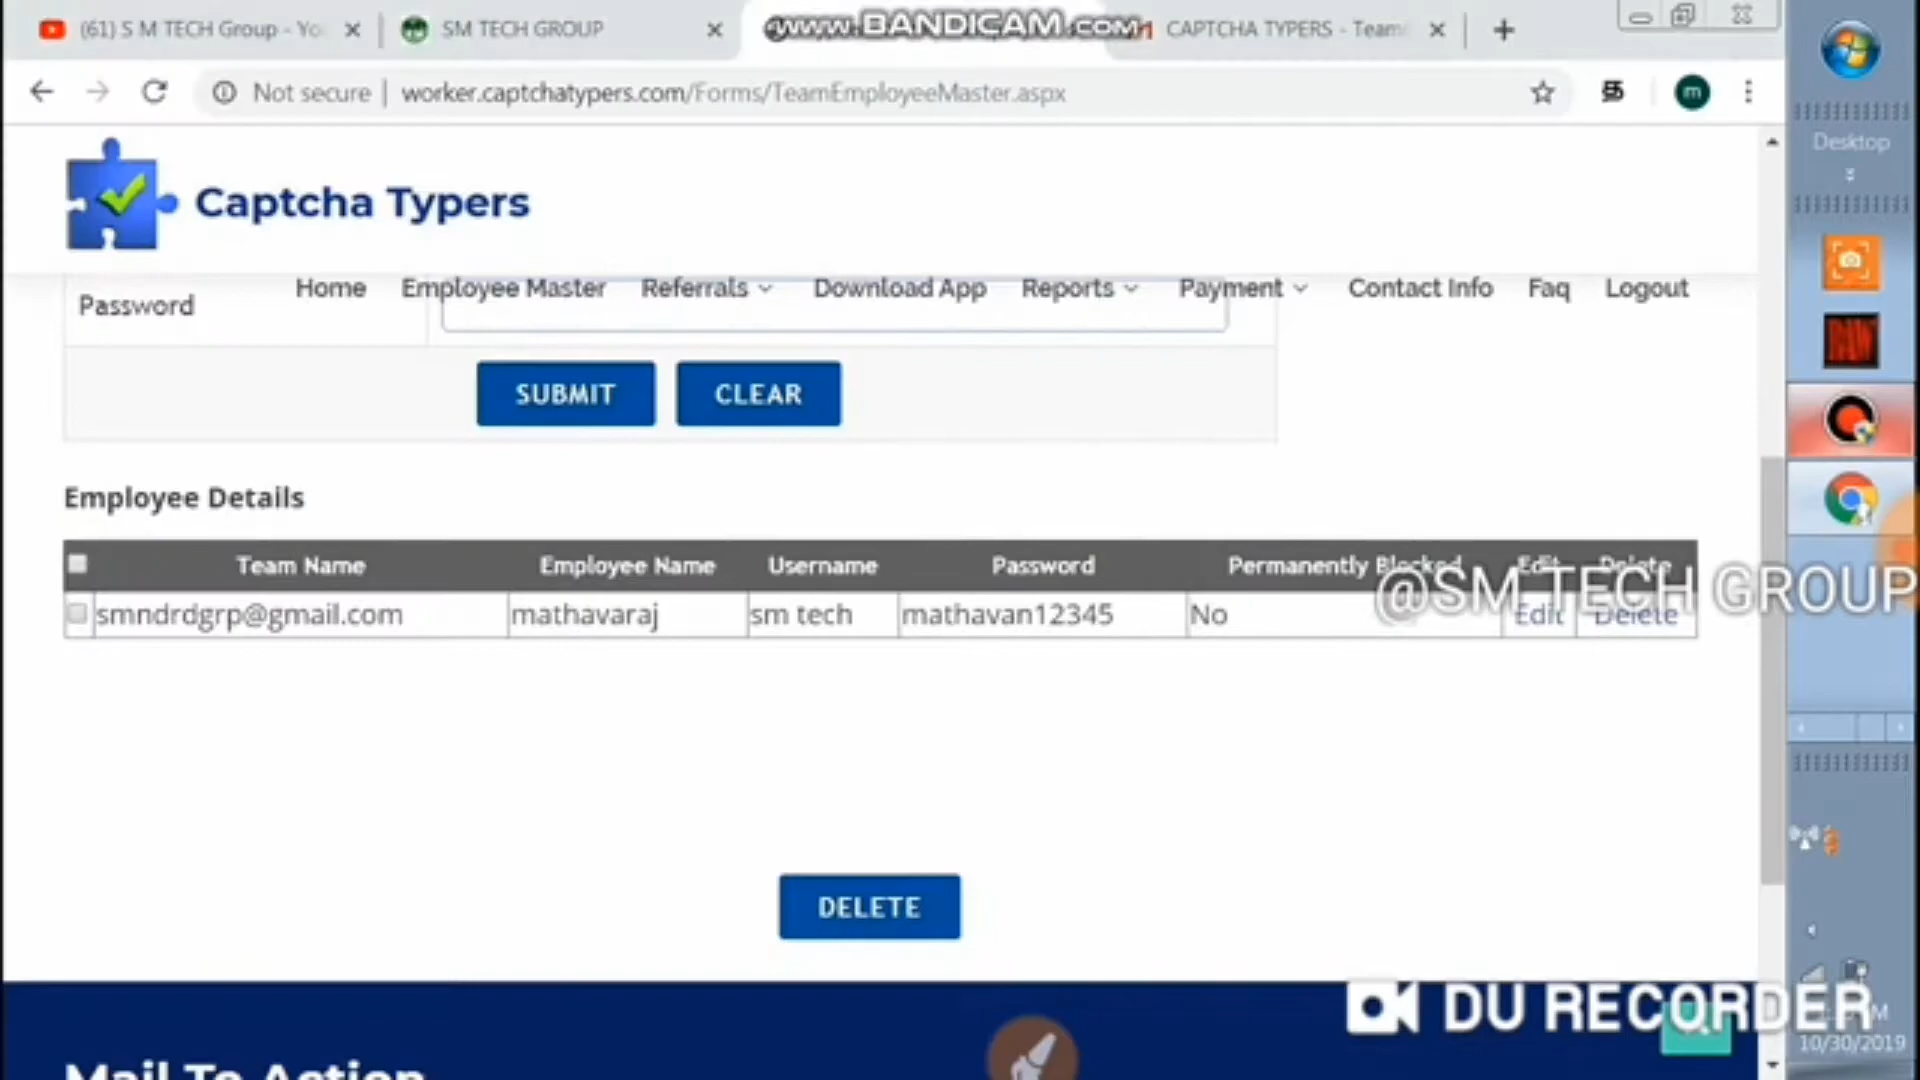 (61) S M TECH Group - Yo
SM TECH GROUP
www.BANDICAM.com
CAPTCHA TYPERS - Team
Not secure | worker.captchatypers.com/Forms/TeamEmployeeMaster.aspx
m
Desktop
Captcha Typers
Home Employee Master Referrals Download App Reports Payment Contact Info Faq Logout
Password
SUBMIT CLEAR
Employee Details
Team Name Employee Name Username Password Permanently Blocked Edit Delete
@SM TECH GROUP
smndrdgrp@gmail.com mathavaraj sm tech mathavan12345 No Edit Delete
DELETE
DU RECORDER
10/30/2019
Mail To Action